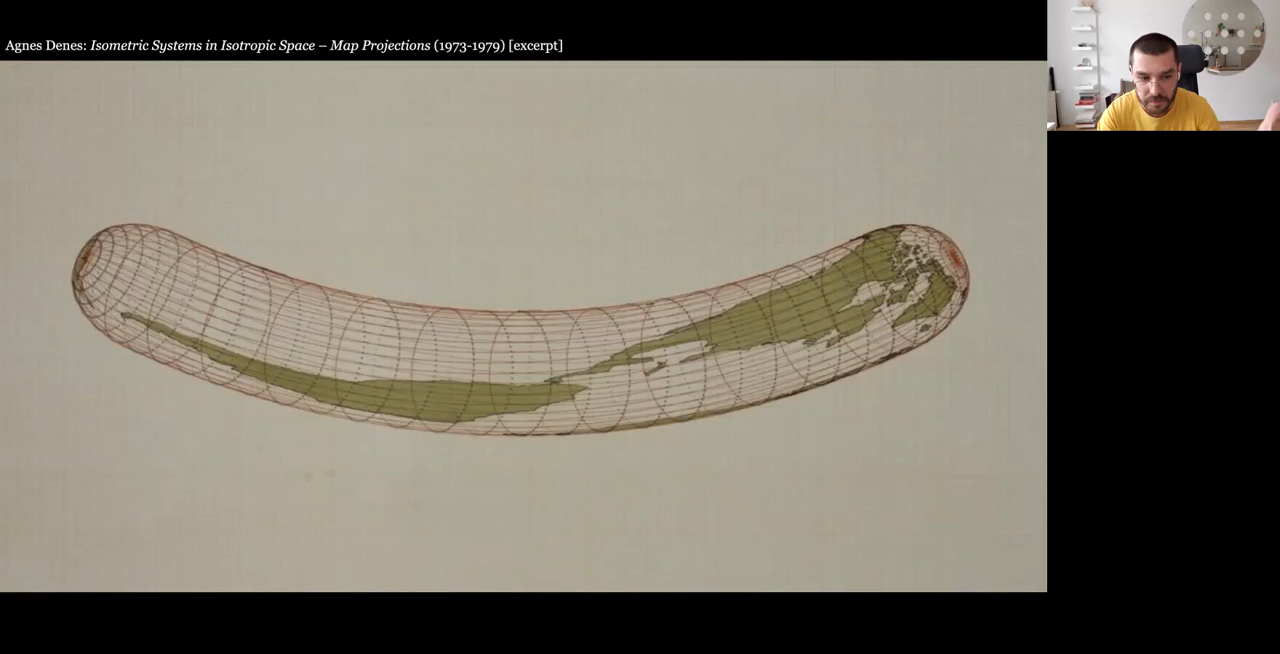 Agnes Denes: Isometric Systems in Isotropic Space – Map Projections (1973-1979) [excerpt]